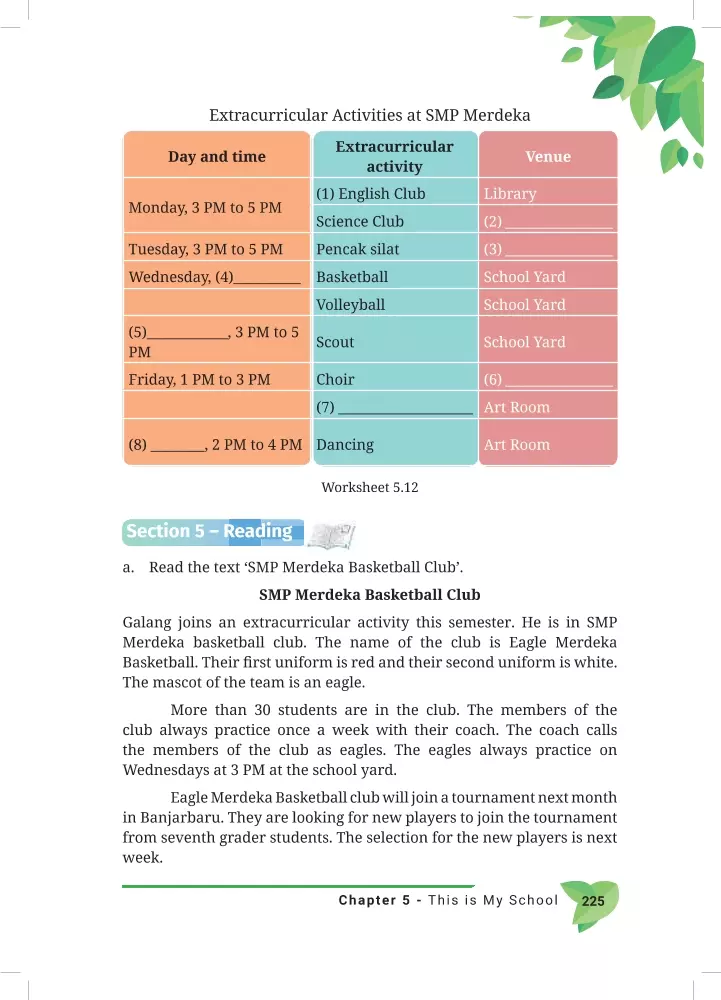 Extracurricular Activities at SMP Merdeka
Day and time
Extracurricular
activity
Venue
Monday, 3 PM to 5 PM
(1) English Club
Library
Science Club
(2) ________________
Tuesday, 3 PM to 5 PM
Pencak silat
(3) ________________
Wednesday, (4)__________
Basketball
School Yard
Volleyball
School Yard
(5)____________, 3 PM to 5
PM
Scout
School Yard
Friday, 1 PM to 3 PM
Choir
(6) ________________
(7) ____________________
Art Room
(8) ________, 2 PM to 4 PM
Dancing
Art Room
Worksheet 5.12
Section 5 – Reading
a. Read the text ‘SMP Merdeka Basketball Club’.
SMP Merdeka Basketball Club
Galang joins an extracurricular activity this semester. He is in SMP
Merdeka basketball club. The name of the club is Eagle Merdeka
Basketball. Their first uniform is red and their second uniform is white.
The mascot of the team is an eagle.
More than 30 students are in the club. The members of the
club always practice once a week with their coach. The coach calls
the members of the club as eagles. The eagles always practice on
Wednesdays at 3 PM at the school yard.
Eagle Merdeka Basketball club will join a tournament next month
in Banjarbaru. They are looking for new players to join the tournament
from seventh grader students. The selection for the new players is next
week.
Chapter 5 - This is My School 225